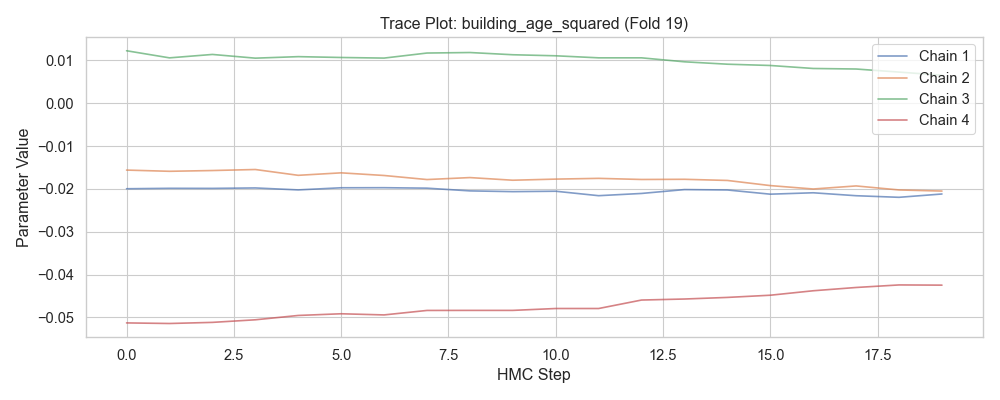 Trace Plot: building_age_squared (Fold 19)
Parameter Value
0.01
0.00
−0.01
−0.02
−0.03
−0.04
−0.05
Chain 1
Chain 2
Chain 3
Chain 4
0.0 2.5 5.0 7.5 10.0 12.5 15.0 17.5
HMC Step